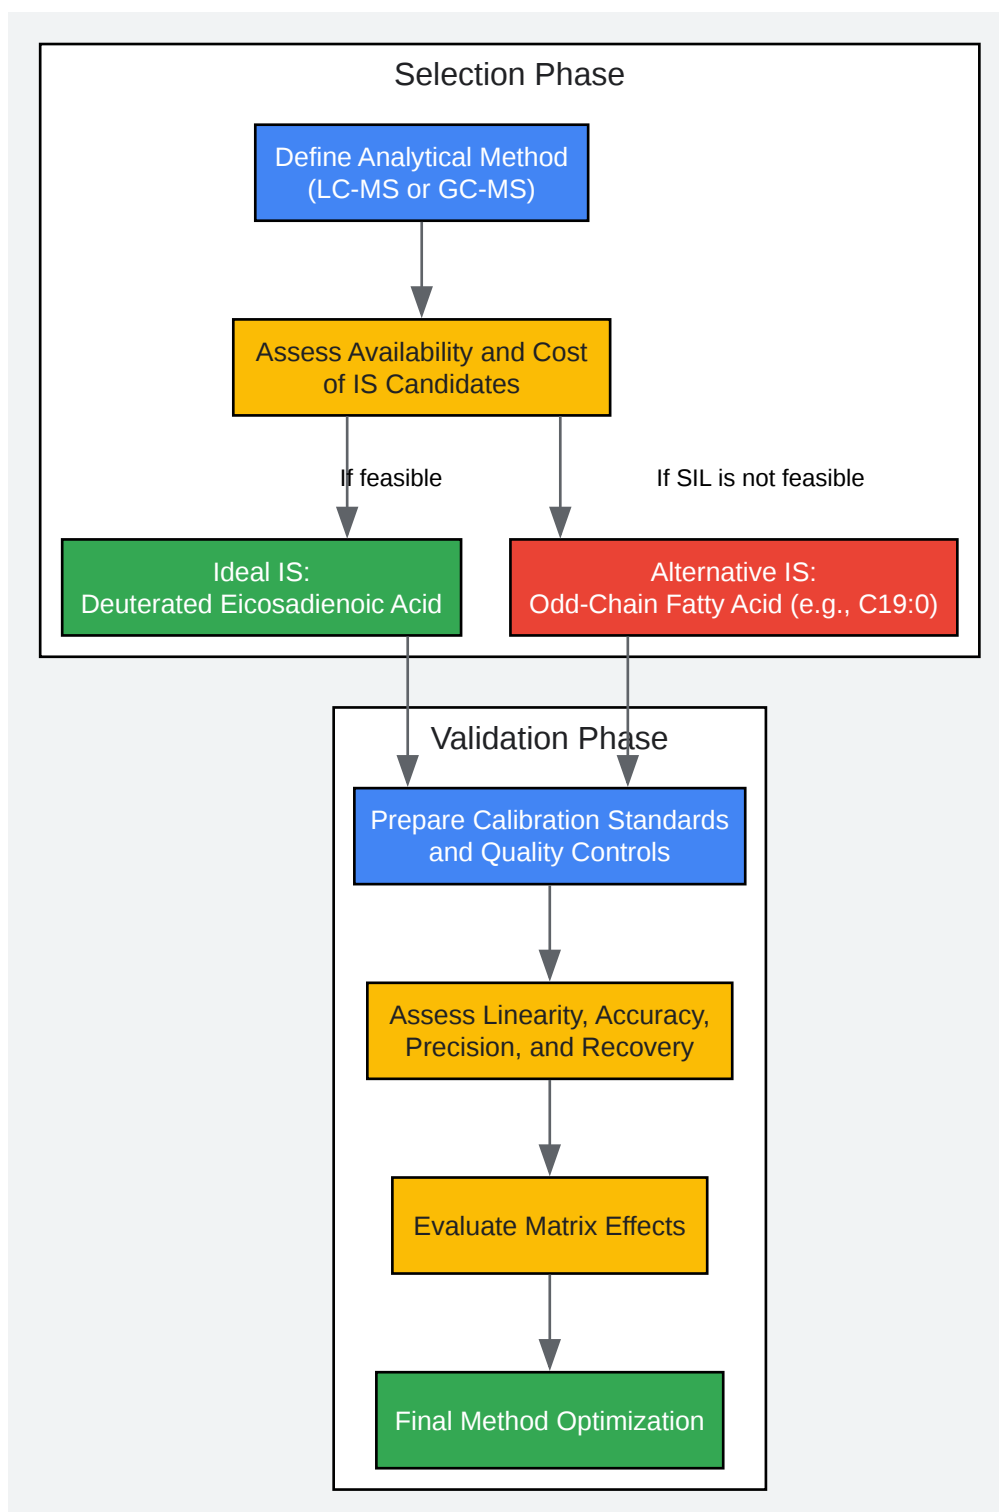 Selection Phase
Define Analytical Method
(LC-MS or GC-MS)
Assess Availability and Cost
of IS Candidates
If feasible
If SIL is not feasible
Ideal IS:
Deuterated Eicosadienoic Acid
Alternative IS:
Odd-Chain Fatty Acid (e.g., C19:0)
Validation Phase
Prepare Calibration Standards
and Quality Controls
Assess Linearity, Accuracy,
Precision, and Recovery
Evaluate Matrix Effects
Final Method Optimization